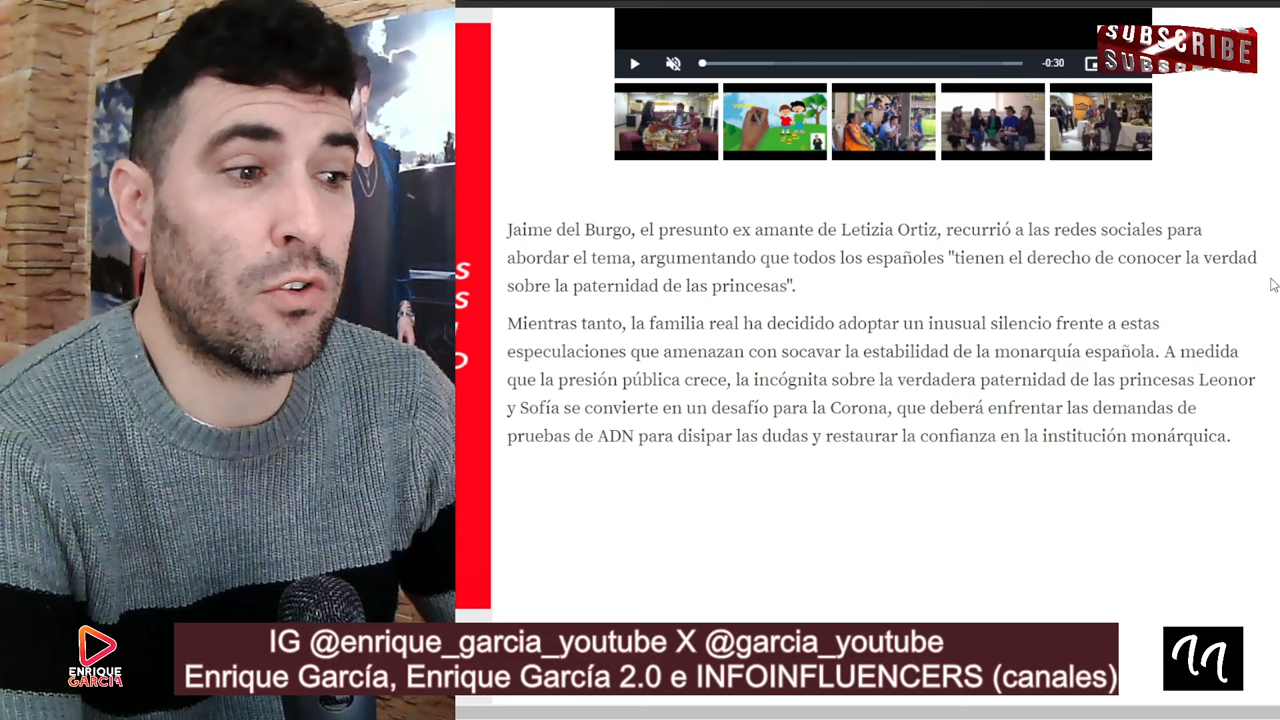 SUBSCRIBE
SUBSCRIBE
-0:30
Jaime del Burgo, el presunto ex amante de Letizia Ortiz, recurrió a las redes sociales para
abordar el tema, argumentando que todos los españoles "tienen el derecho de conocer la verdad
sobre la paternidad de las princesas".
Mientras tanto, la familia real ha decidido adoptar un inusual silencio frente a estas
especulaciones que amenazan con socavar la estabilidad de la monarquía española. A medida
que la presión pública crece, la incógnita sobre la verdadera paternidad de las princesas Leonor
y Sofía se convierte en un desafío para la Corona, que deberá enfrentar las demandas de
pruebas de ADN para disipar las dudas y restaurar la confianza en la institución monárquica.
s
s
o
IG @enrique_garcia_youtube X @garcia_youtube
Enrique García, Enrique García 2.0 e INFOINFLUENCERS (canales)
ENRIQUE
GARCÍA